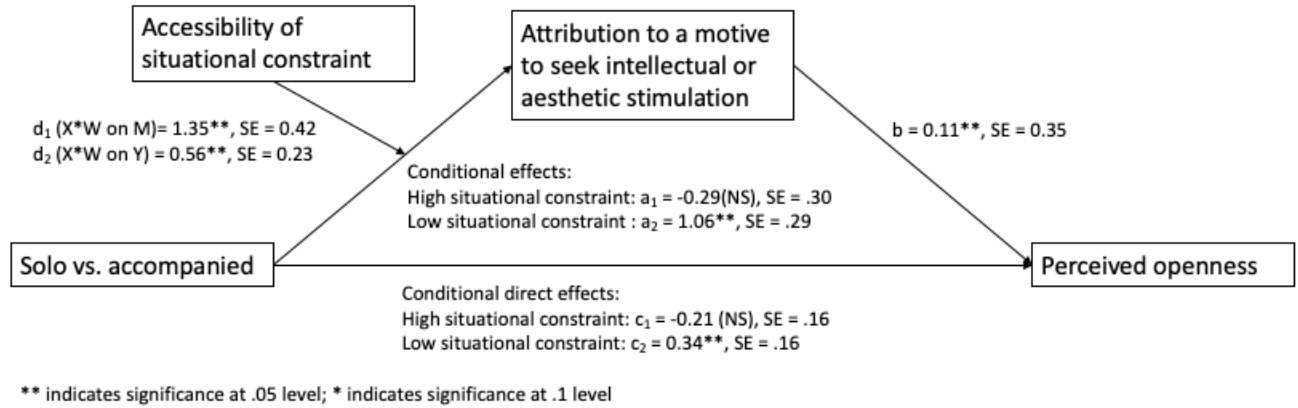 Accessibility of
situational constraint
Attribution to a motive
to seek intellectual or
aesthetic stimulation
d₁ (X*W on M)= 1.35**, SE = 0.42
d₂ (X*W on Y) = 0.56**, SE = 0.23
b = 0.11**, SE = 0.35
Conditional effects:
High situational constraint: a₁ = -0.29(NS), SE = .30
Low situational constraint : a₂ = 1.06**, SE = .29
Solo vs. accompanied
Perceived openness
Conditional direct effects:
High situational constraint: c₁ = -0.21 (NS), SE = .16
Low situational constraint: c₂ = 0.34**, SE = .16
** indicates significance at .05 level; * indicates significance at .1 level